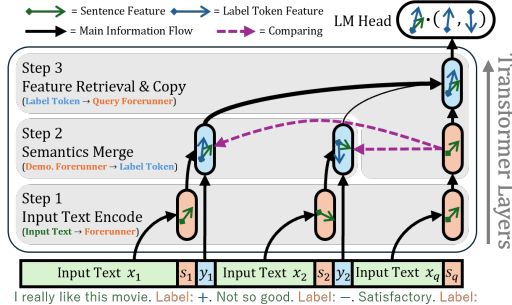 = Sentence Feature = Label Token Feature
= Main Information Flow = Comparing
LM Head
·( , )
Step 3
Feature Retrieval & Copy
(Label Token → Query Forerunner)
Step 2
Semantics Merge
(Demo. Forerunner → Label Token)
Step 1
Input Text Encode
(Input Text → Forerunner)
Transformer Layers
Input Text x₁ s₁ y₁ Input Text x₂ s₂ y₂ Input Text x_q s_q
I really like this movie. Label: +. Not so good. Label: −. Satisfactory. Label: